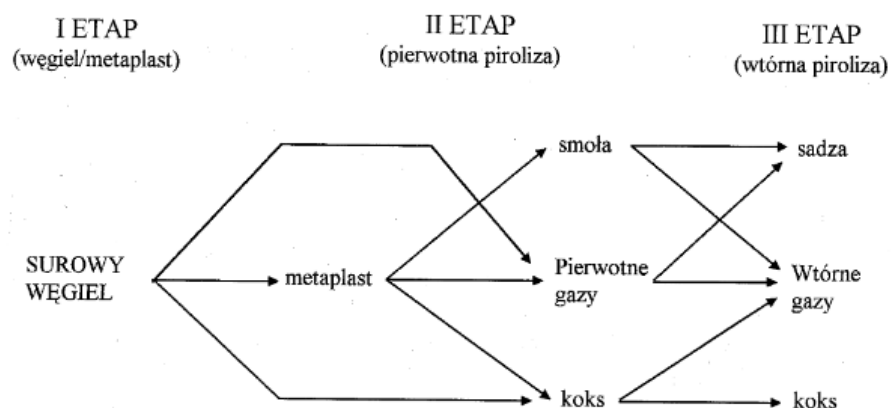 I ETAP
(węgiel/metaplast)
II ETAP
(pierwotna piroliza)
III ETAP
(wtórna piroliza)
smoła
sadza
SUROWY
WĘGIEL
metaplast
Pierwotne
gazy
Wtórne
gazy
koks
koks